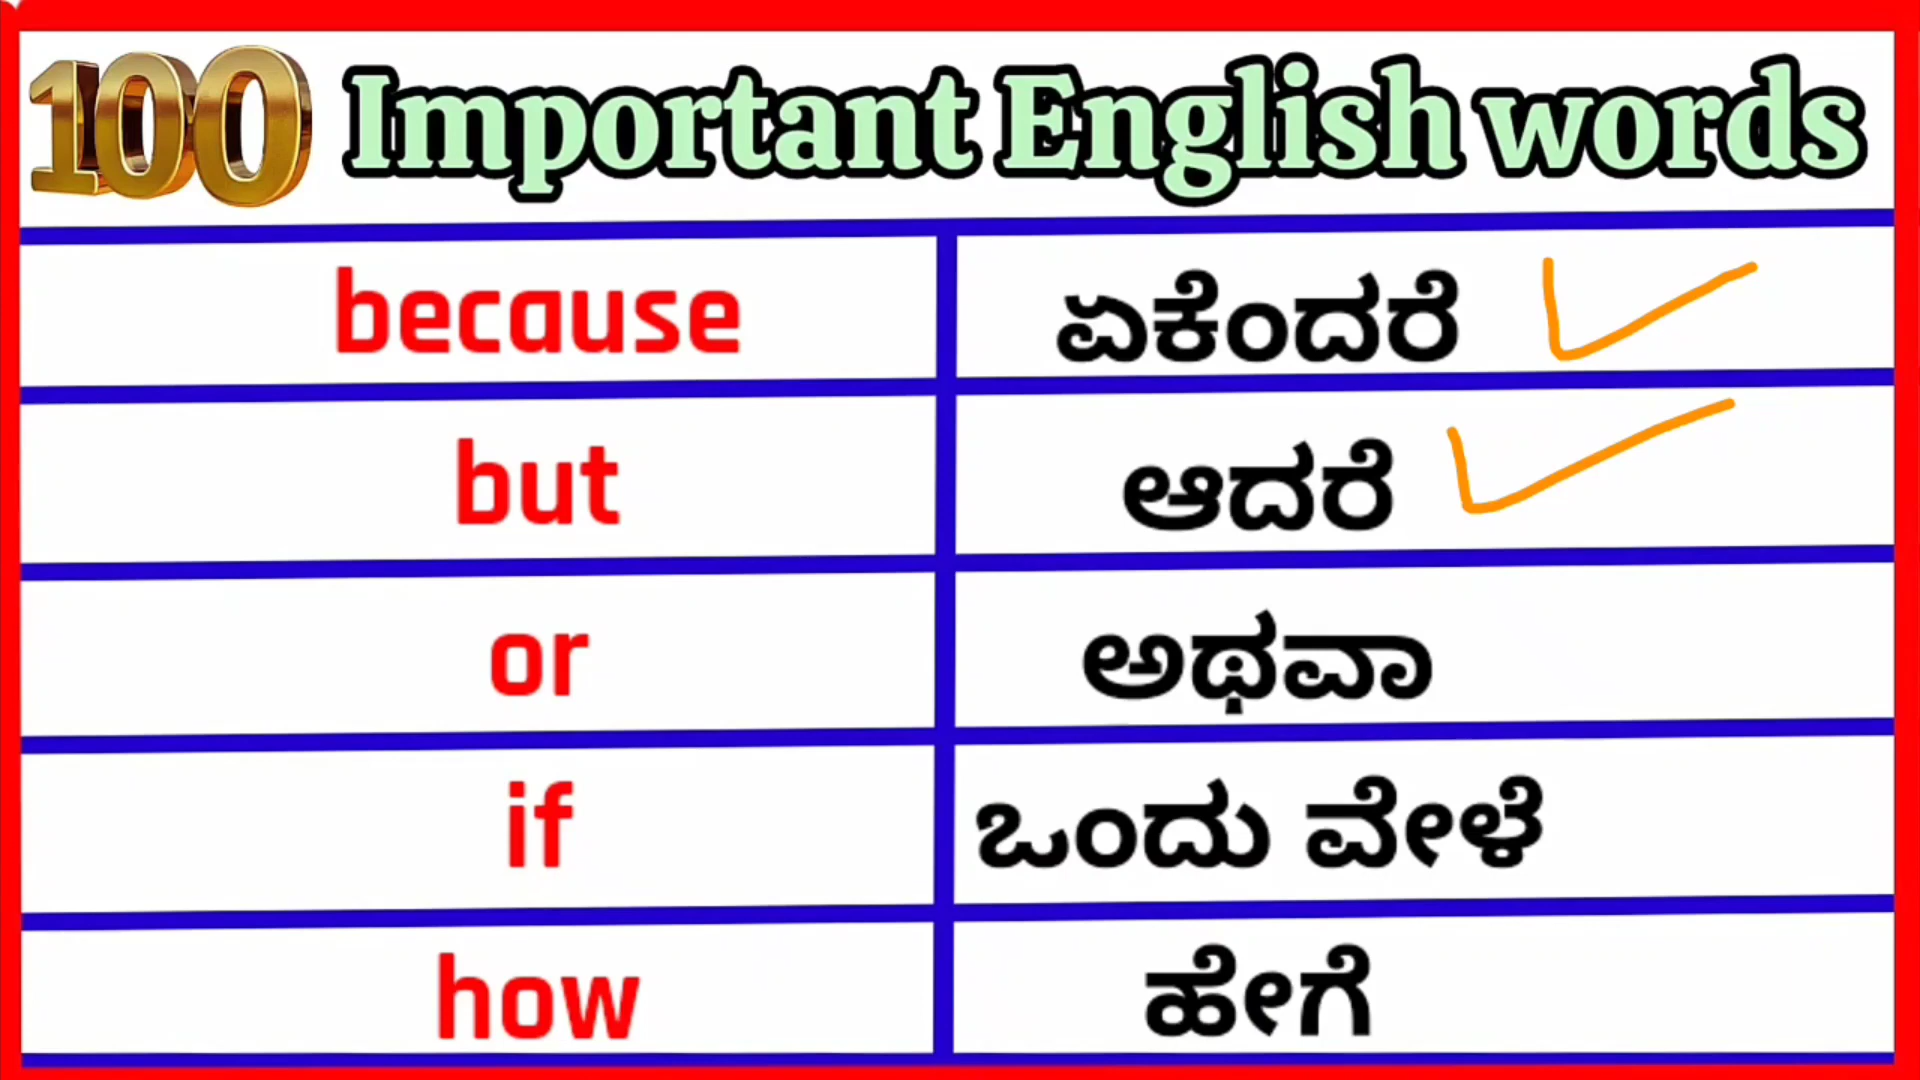 100 Important English words
because ಏಕೆಂದರೆ
but ಆದರೆ
or ಅಥವಾ
if ಒಂದು ವೇಳೆ
how ಹೇಗೆ